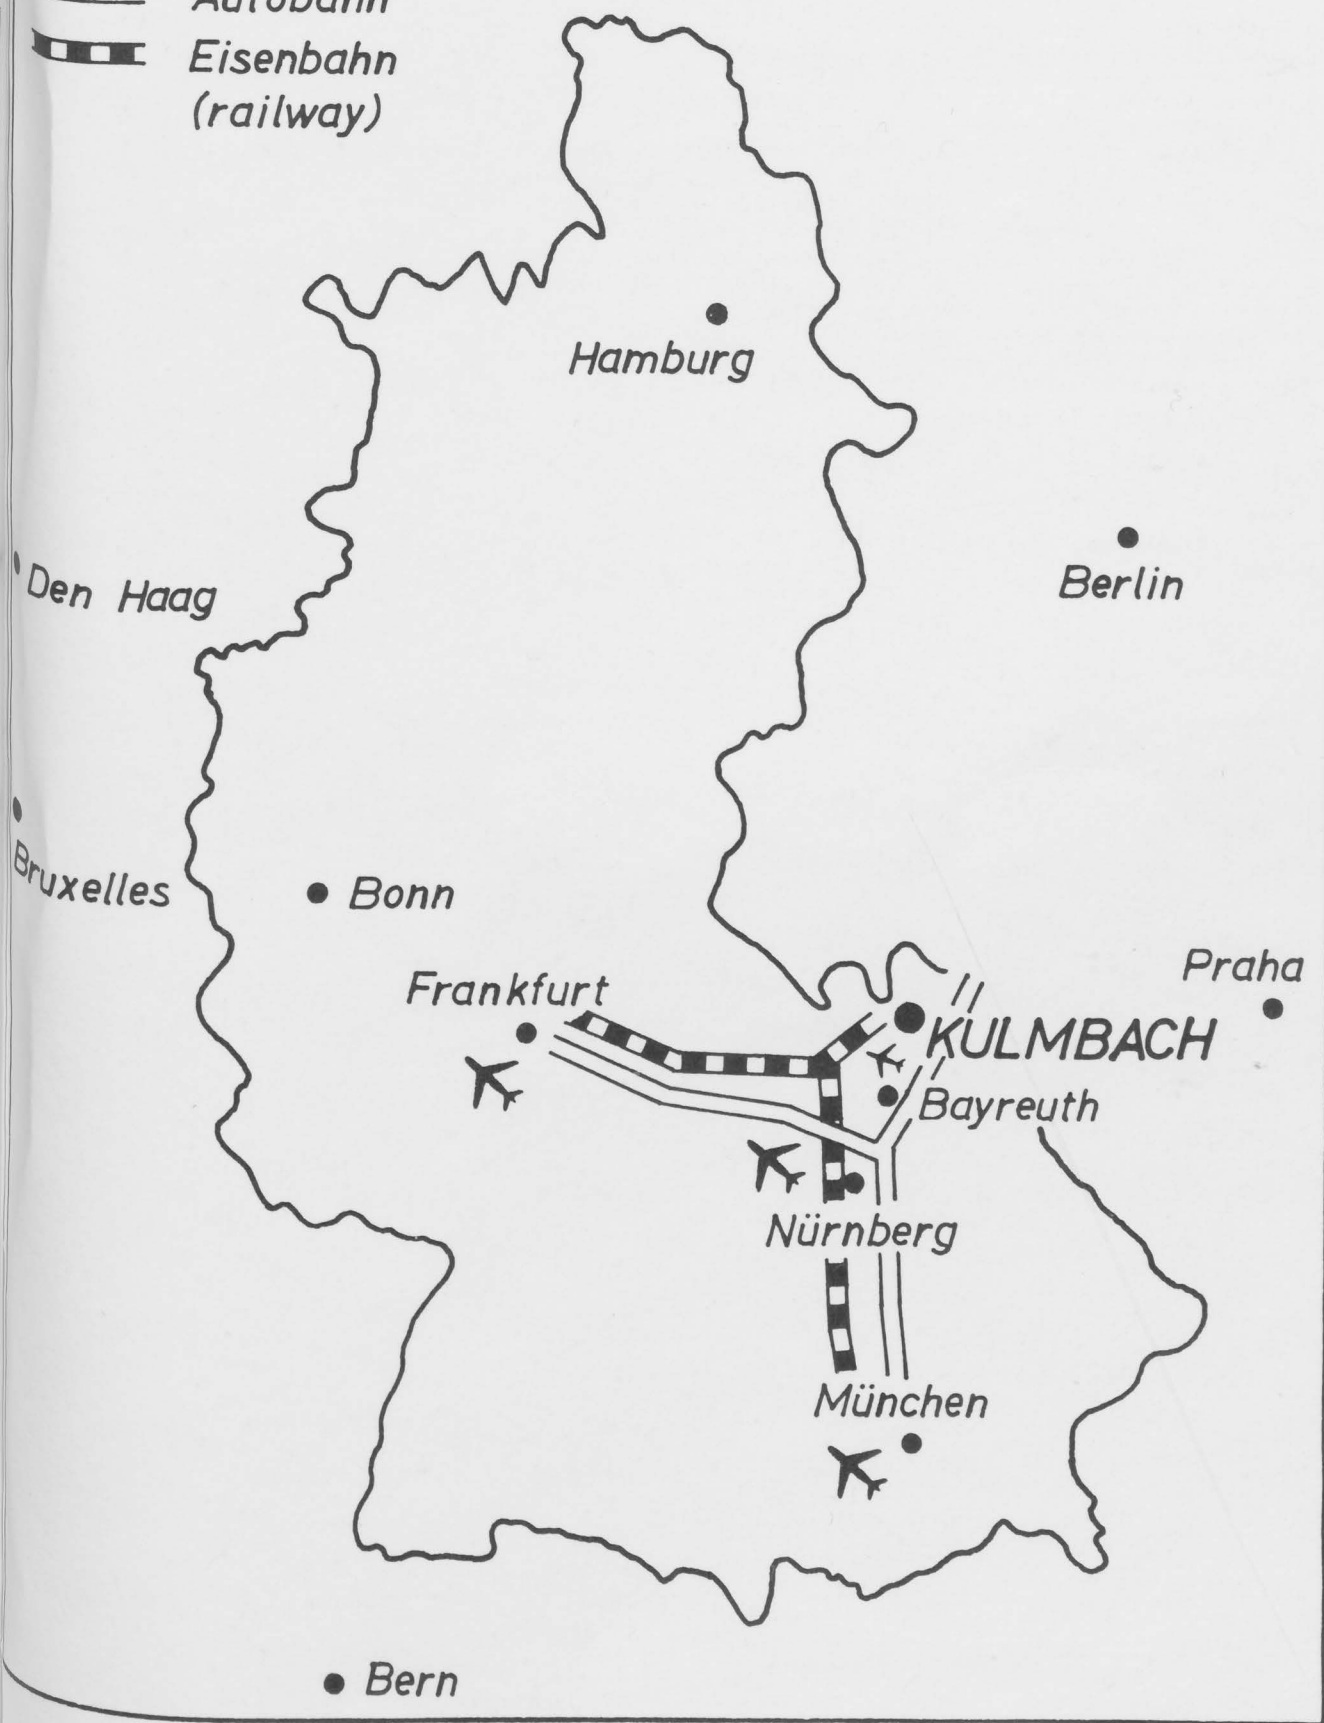 Autobahn
Eisenbahn
(railway)
Hamburg
Berlin
Den Haag
Bruxelles
Bonn
Praha
Frankfurt
KULMBACH
Bayreuth
Nürnberg
München
Bern